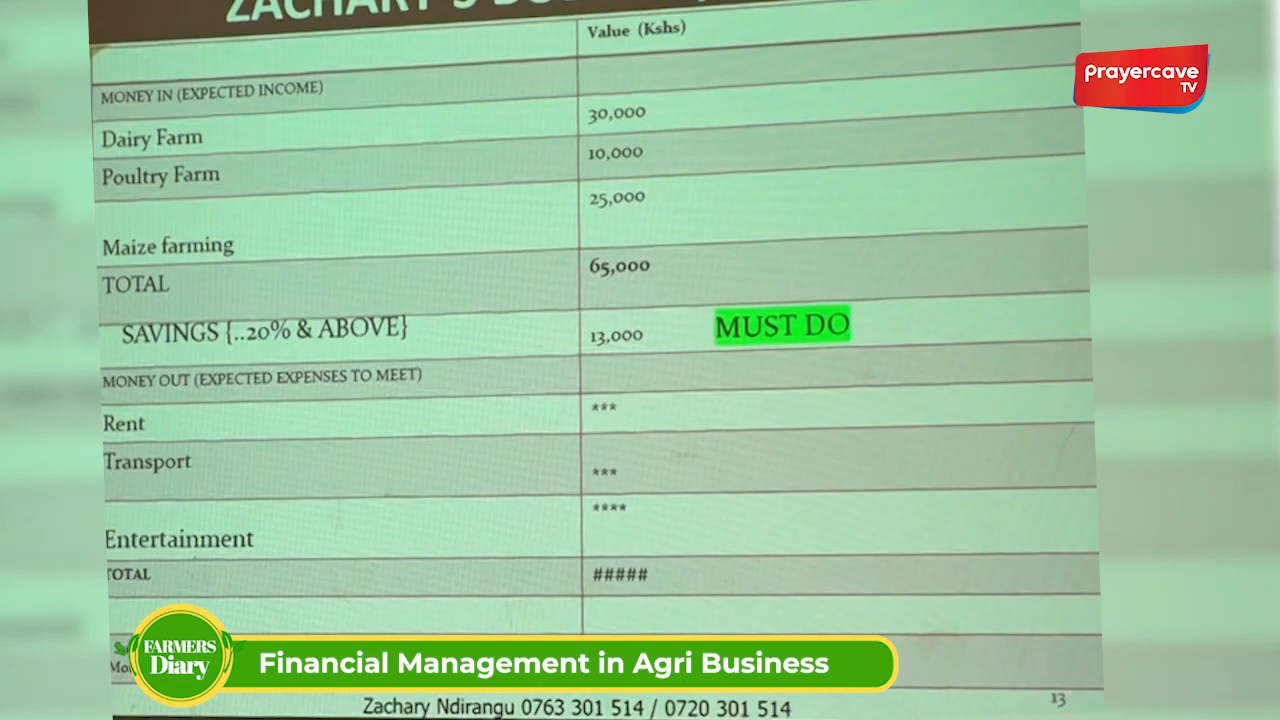 ZACHARY'S
Value (Kshs)
Prayercave
TV
MONEY IN (EXPECTED INCOME)
Dairy Farm 30,000
Poultry Farm 10,000
Maize farming 25,000
TOTAL 65,000
SAVINGS {..20% & ABOVE} 13,000 MUST DO
MONEY OUT (EXPECTED EXPENSES TO MEET)
Rent ***
Transport ***
Entertainment ****
TOTAL #####
FARMERS
Diary
Financial Management in Agri Business
Zachary Ndirangu 0763 301 514 / 0720 301 514
13